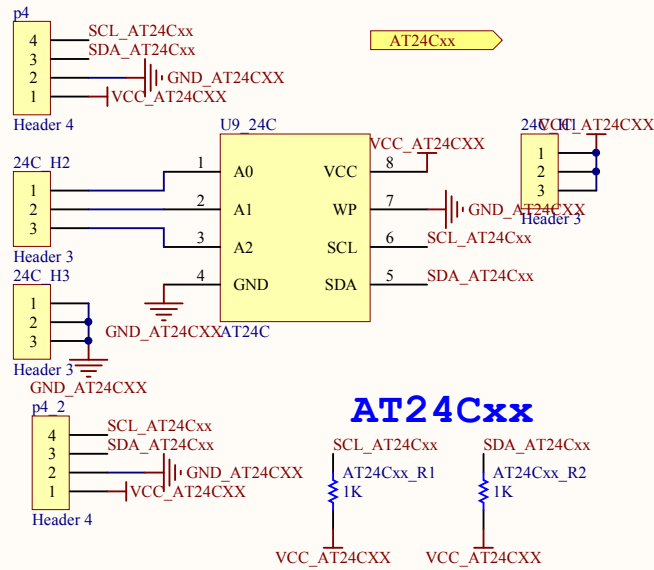 p4
4 SCL_AT24Cxx
3 SDA_AT24Cxx
2 GND_AT24CXX
1 VCC_AT24CXX
Header 4
AT24Cxx
24C_H2
1
2
3
Header 3
U9_24C
1 A0 VCC 8 VCC_AT24CXX
2 A1 WP 7 GND_AT24CXX
3 A2 SCL 6 SCL_AT24Cxx
4 GND SDA 5 SDA_AT24Cxx
GND_AT24CXX
AT24C
24C_H1
VCC_AT24CXX
1
2
3
Header 3
24C_H3
1
2
3
Header 3
GND_AT24CXX
p4_2
4 SCL_AT24Cxx
3 SDA_AT24Cxx
2 GND_AT24CXX
1 VCC_AT24CXX
Header 4
AT24Cxx
SCL_AT24Cxx
AT24Cxx_R1
1K
VCC_AT24CXX
SDA_AT24Cxx
AT24Cxx_R2
1K
VCC_AT24CXX